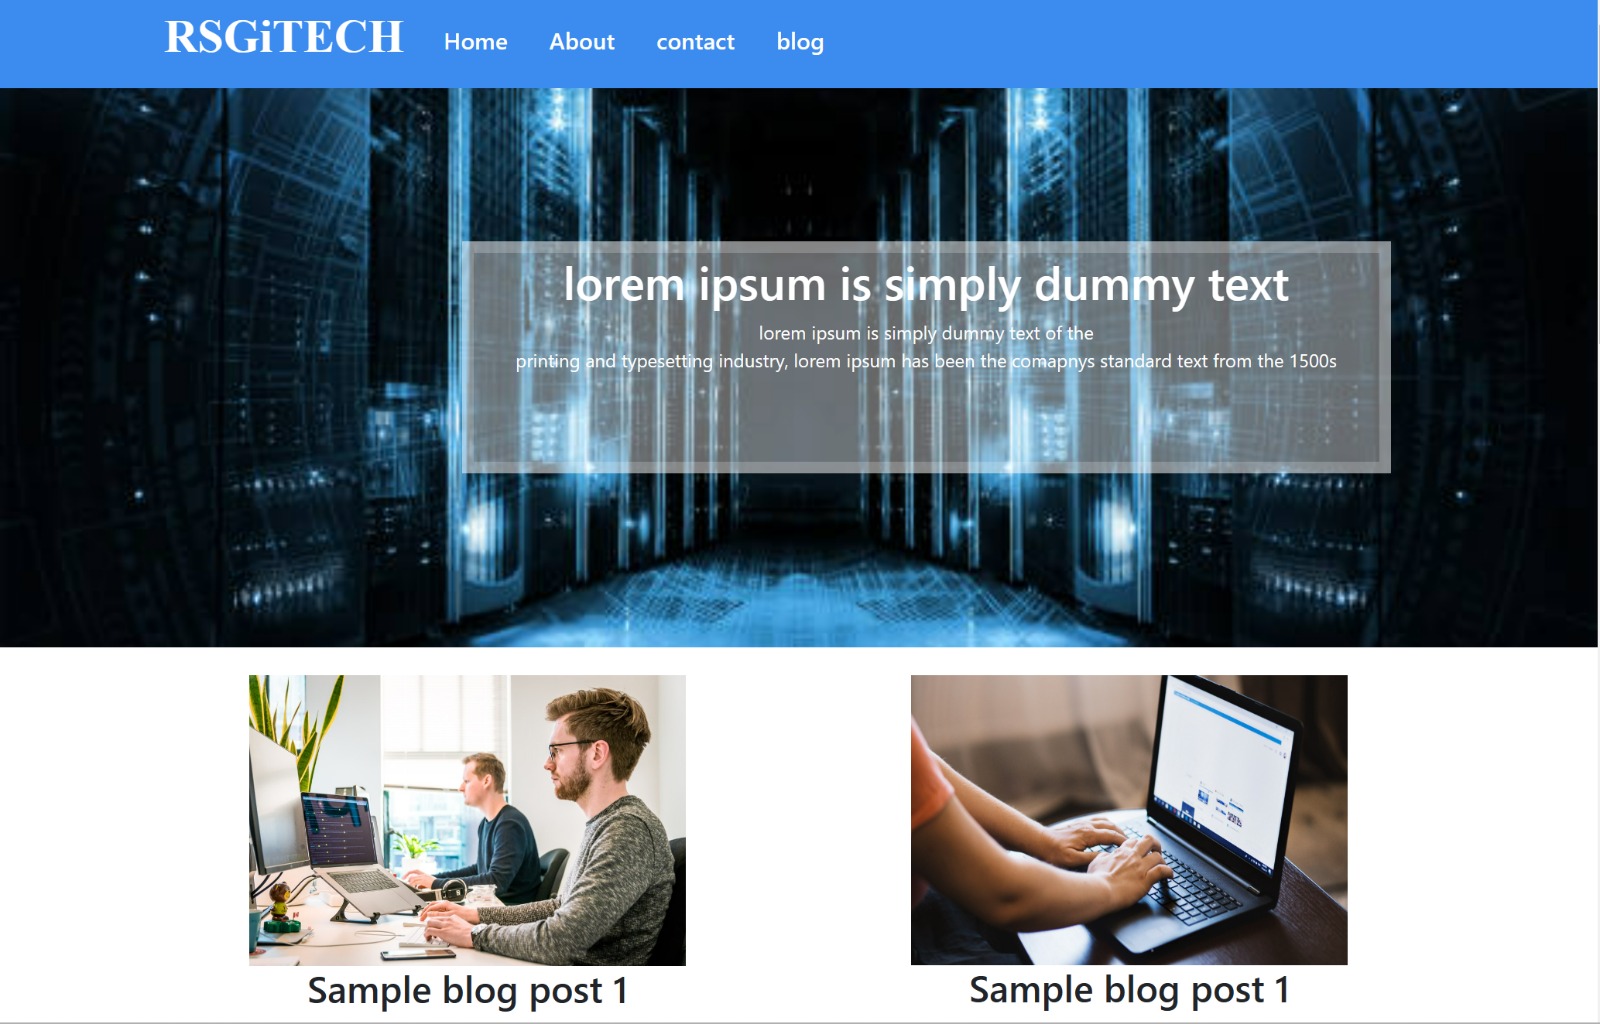 RSGiTECH Home About contact blog
lorem ipsum is simply dummy text
lorem ipsum is simply dummy text of the
printing and typesetting industry, lorem ipsum has been the comapnys standard text from the 1500s
Sample blog post 1
Sample blog post 1